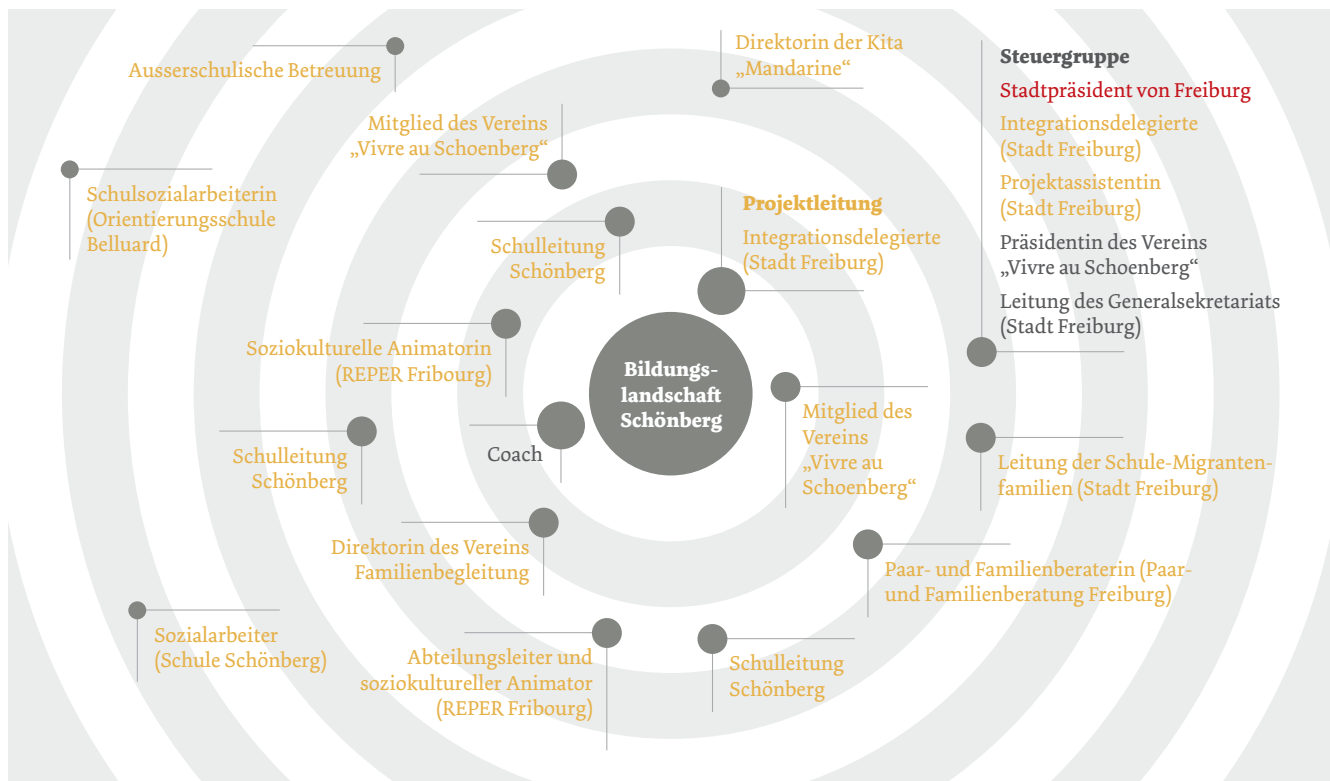 Ausserschulische Betreuung
Direktorin der Kita
„Mandarine“
Steuergruppe
Stadtpräsident von Freiburg
Integrationsdelegierte
(Stadt Freiburg)
Projektassistentin
(Stadt Freiburg)
Präsidentin des Vereins
„Vivre au Schoenberg“
Leitung des Generalsekretariats
(Stadt Freiburg)
Mitglied des Vereins
„Vivre au Schoenberg“
Schulsozialarbeiterin
(Orientierungsschule
Belluard)
Projektleitung
Integrationsdelegierte
(Stadt Freiburg)
Schulleitung
Schönberg
Soziokulturelle Animatorin
(REPER Fribourg)
Bildungs-
landschaft
Schönberg
Mitglied des
Vereins
„Vivre au
Schoenberg“
Coach
Schulleitung
Schönberg
Leitung der Schule-Migranten-
familien (Stadt Freiburg)
Direktorin des Vereins
Familienbegleitung
Paar- und Familienberaterin (Paar-
und Familienberatung Freiburg)
Sozialarbeiter
(Schule Schönberg)
Abteilungsleiter und
soziokultureller Animator
(REPER Fribourg)
Schulleitung
Schönberg